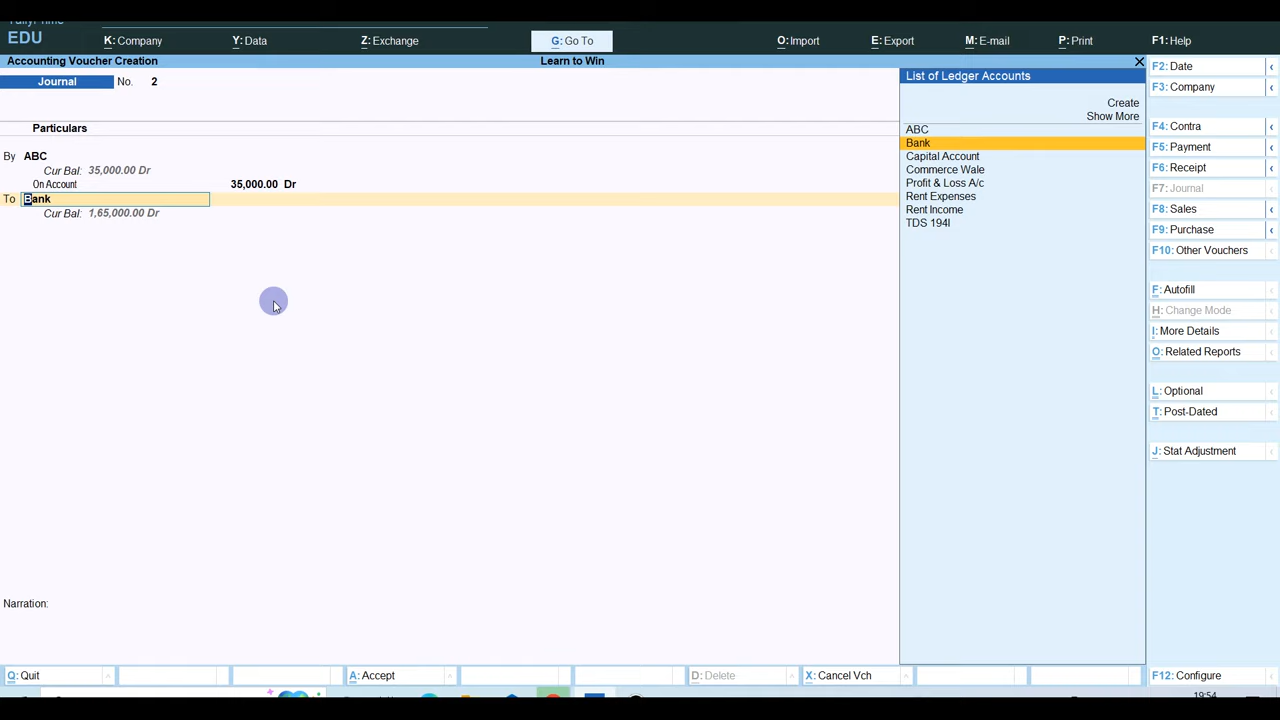 TallyPrime
EDU
K: Company Y: Data Z: Exchange G: Go To O: Import E: Export M: E-mail P: Print F1: Help
Accounting Voucher Creation Learn to Win
Journal No. 2
Particulars
By ABC
Cur Bal: 35,000.00 Dr
On Account 35,000.00 Dr
To Bank
Cur Bal: 1,65,000.00 Dr
Narration:
List of Ledger Accounts
Create
Show More
ABC
Bank
Capital Account
Commerce Wale
Profit & Loss A/c
Rent Expenses
Rent Income
TDS 194I
F2: Date
F3: Company
F4: Contra
F5: Payment
F6: Receipt
F7: Journal
F8: Sales
F9: Purchase
F10: Other Vouchers
F: Autofill
H: Change Mode
I: More Details
O: Related Reports
L: Optional
T: Post-Dated
J: Stat Adjustment
Q: Quit A: Accept D: Delete X: Cancel Vch F12: Configure
19:54